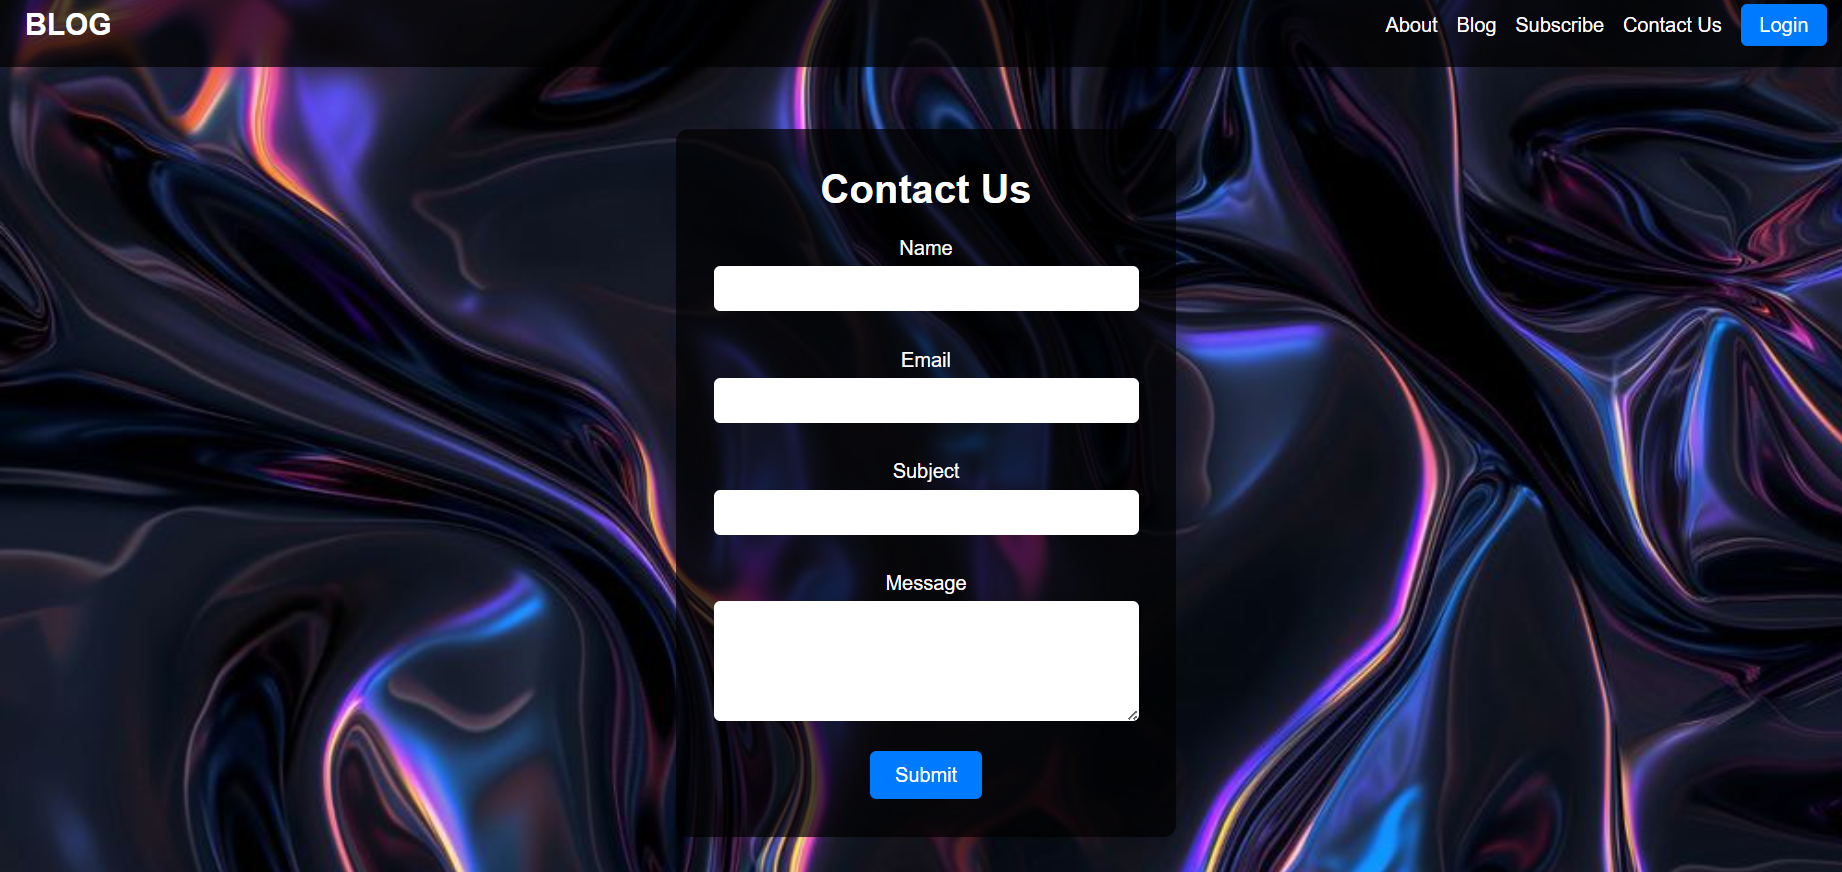 BLOG
About Blog Subscribe Contact Us Login
Contact Us
Name
Email
Subject
Message
Submit